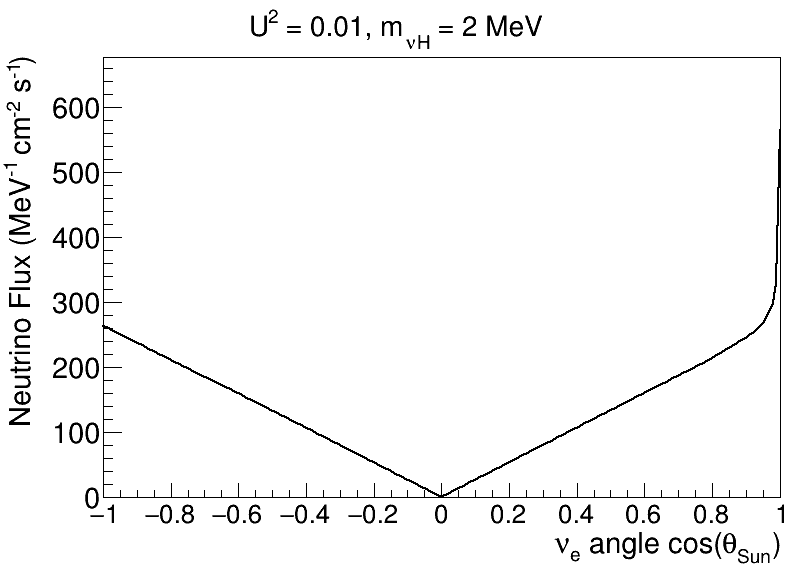 U² = 0.01, m_νH = 2 MeV
Neutrino Flux (MeV⁻¹ cm⁻² s⁻¹)
600
500
400
300
200
100
0
−1 −0.8 −0.6 −0.4 −0.2 0 0.2 0.4 0.6 0.8 1
ν_e angle cos(θ_Sun)